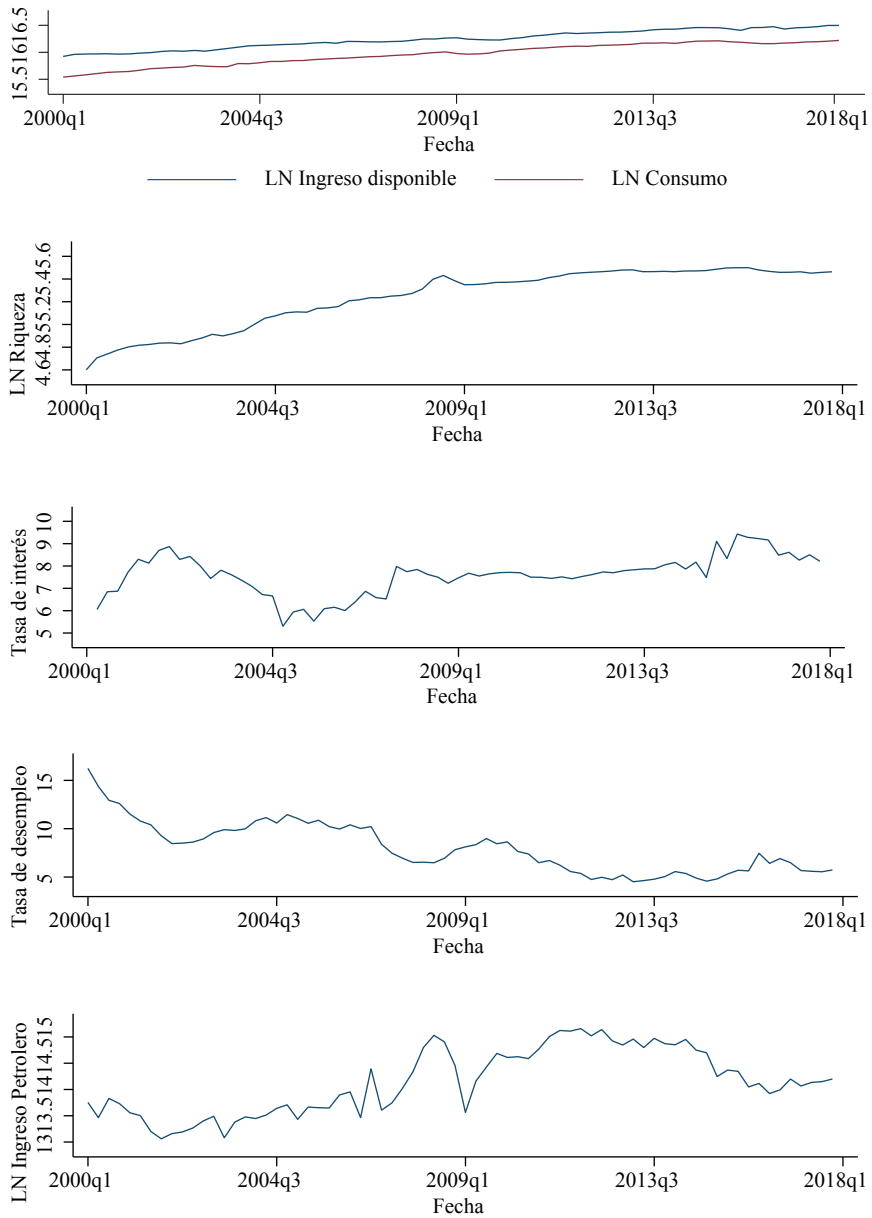 15.51616.5
2000q1 2004q3 2009q1 2013q3 2018q1
Fecha
LN Ingreso disponible LN Consumo
LN Riqueza
4.64.855.25.45.6
2000q1 2004q3 2009q1 2013q3 2018q1
Fecha
Tasa de interés
5 6 7 8 9 10
2000q1 2004q3 2009q1 2013q3 2018q1
Fecha
Tasa de desempleo
5 10 15
2000q1 2004q3 2009q1 2013q3 2018q1
Fecha
LN Ingreso Petrolero
1313.51414.515
2000q1 2004q3 2009q1 2013q3 2018q1
Fecha